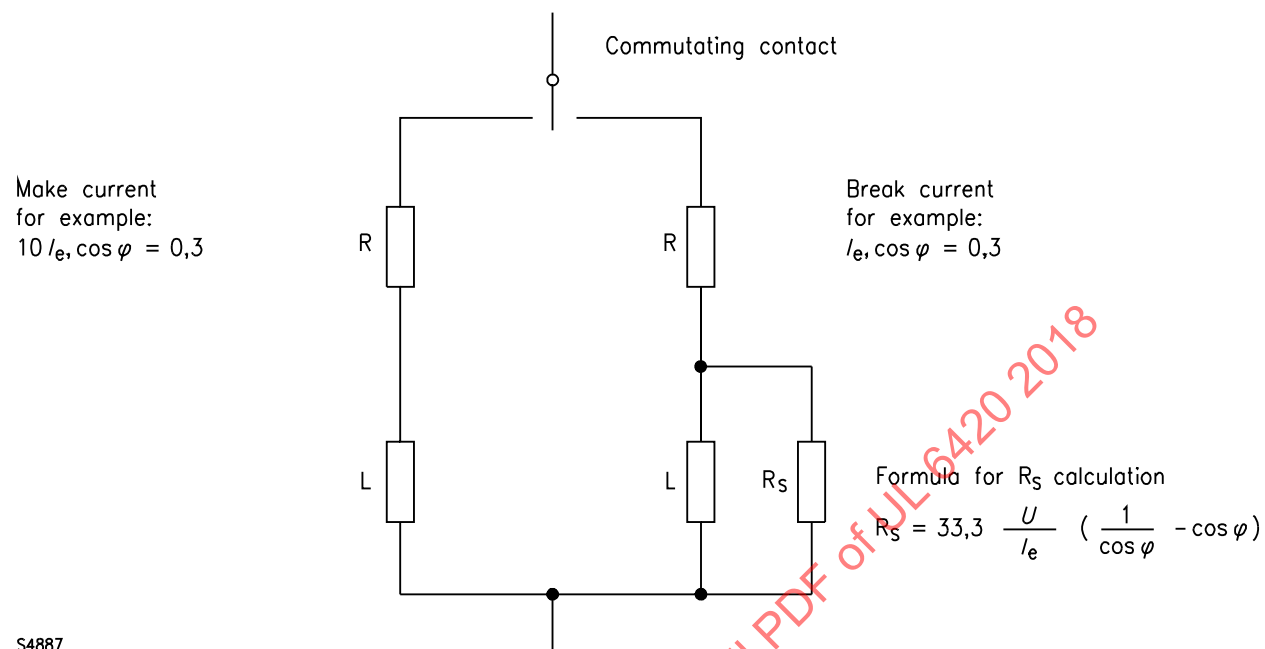 Commutating contact
Make current
for example:
10 Ie, cos φ = 0,3
Break current
for example:
Ie, cos φ = 0,3
R
R
L
L
RS
Formula for RS calculation
RS = 33,3 U/Ie ( 1/cos φ - cos φ )
PDF of UL 6420 2018
S4887